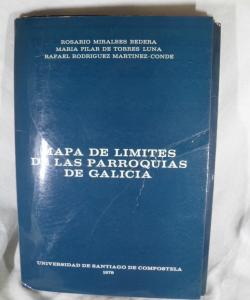 ROSARIO MIRALBES BEDERA
MARIA PILAR DE TORRES LUNA
RAFAEL RODRIGUEZ MARTINEZ-CONDE
MAPA DE LIMITES
DE LAS PARROQUIAS
DE GALICIA
UNIVERSIDAD DE SANTIAGO DE COMPOSTELA